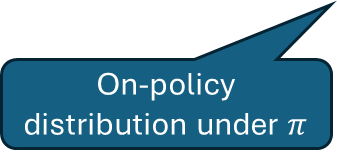 On-policy
distribution under π